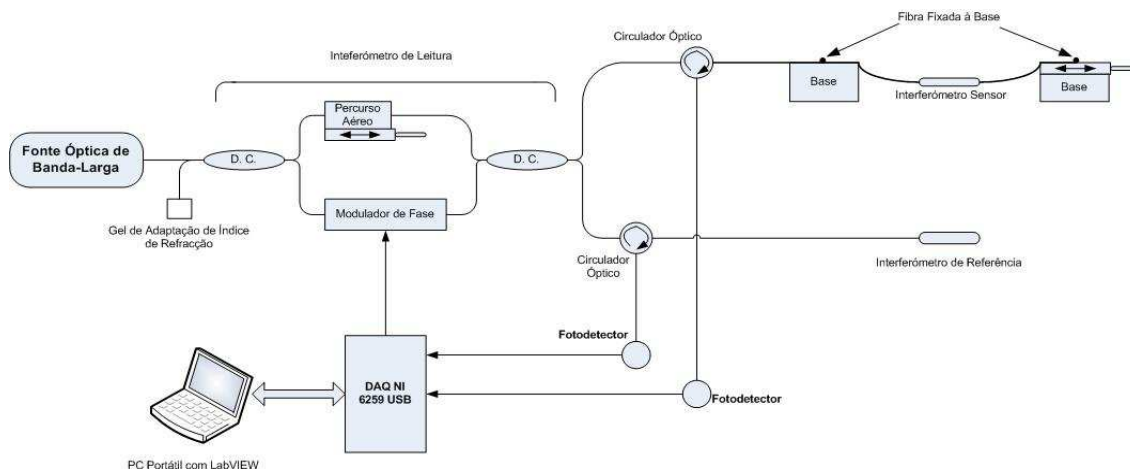 Fibra Fixada à Base
Circulador Óptico
Inteferómetro de Leitura
Base
Interferómetro Sensor
Base
Percurso
Aéreo
Fonte Óptica de
Banda-Larga
D. C.
D. C.
Modulador de Fase
Gel de Adaptação de Índice
de Refracção
Circulador
Óptico
Interferómetro de Referência
Fotodetector
DAQ NI
6259 USB
Fotodetector
PC Portátil com LabVIEW